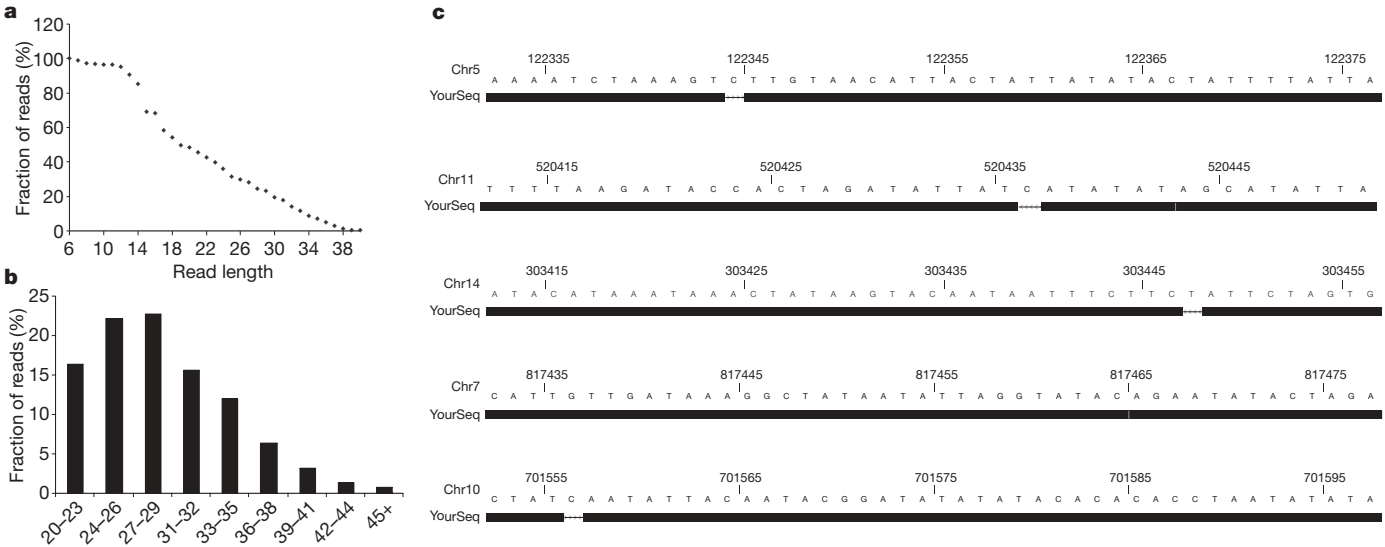 a
120
100
80
60
40
20
0
Fraction of reads (%)
6 10 14 18 22 26 30 34 38
Read length
b
25
20
15
10
5
0
Fraction of reads (%)
20–23 24–26 27–29 31–32 33–35 36–38 39–41 42–44 45+
c
122335 122345 122355 122365 122375
Chr5
A A A A T C T A A A G T C T T G T A A C A T T A C T A T T A T A T A C T A T T T T A T T A
YourSeq
520415 520425 520435 520445
Chr11
T T T T A A G A T A C C A C T A G A T A T T A T C A T A T A T A G C A T A T T A
YourSeq
303415 303425 303435 303445 303455
Chr14
A T A C A T A A A T A A A C T A T A A G T A C A A T A A T T T C T T C T A T T C T A G T G
YourSeq
817435 817445 817455 817465 817475
Chr7
C A T T G T T G A T A A A G G C T A T A A T A T T A G G T A T A C A G A A T A T A C T A G A
YourSeq
701555 701565 701575 701585 701595
Chr10
C T A T C A A T A T T A C A A T A C G G A T A T A T A T A C A C A C A C C T A A T A T A T A
YourSeq